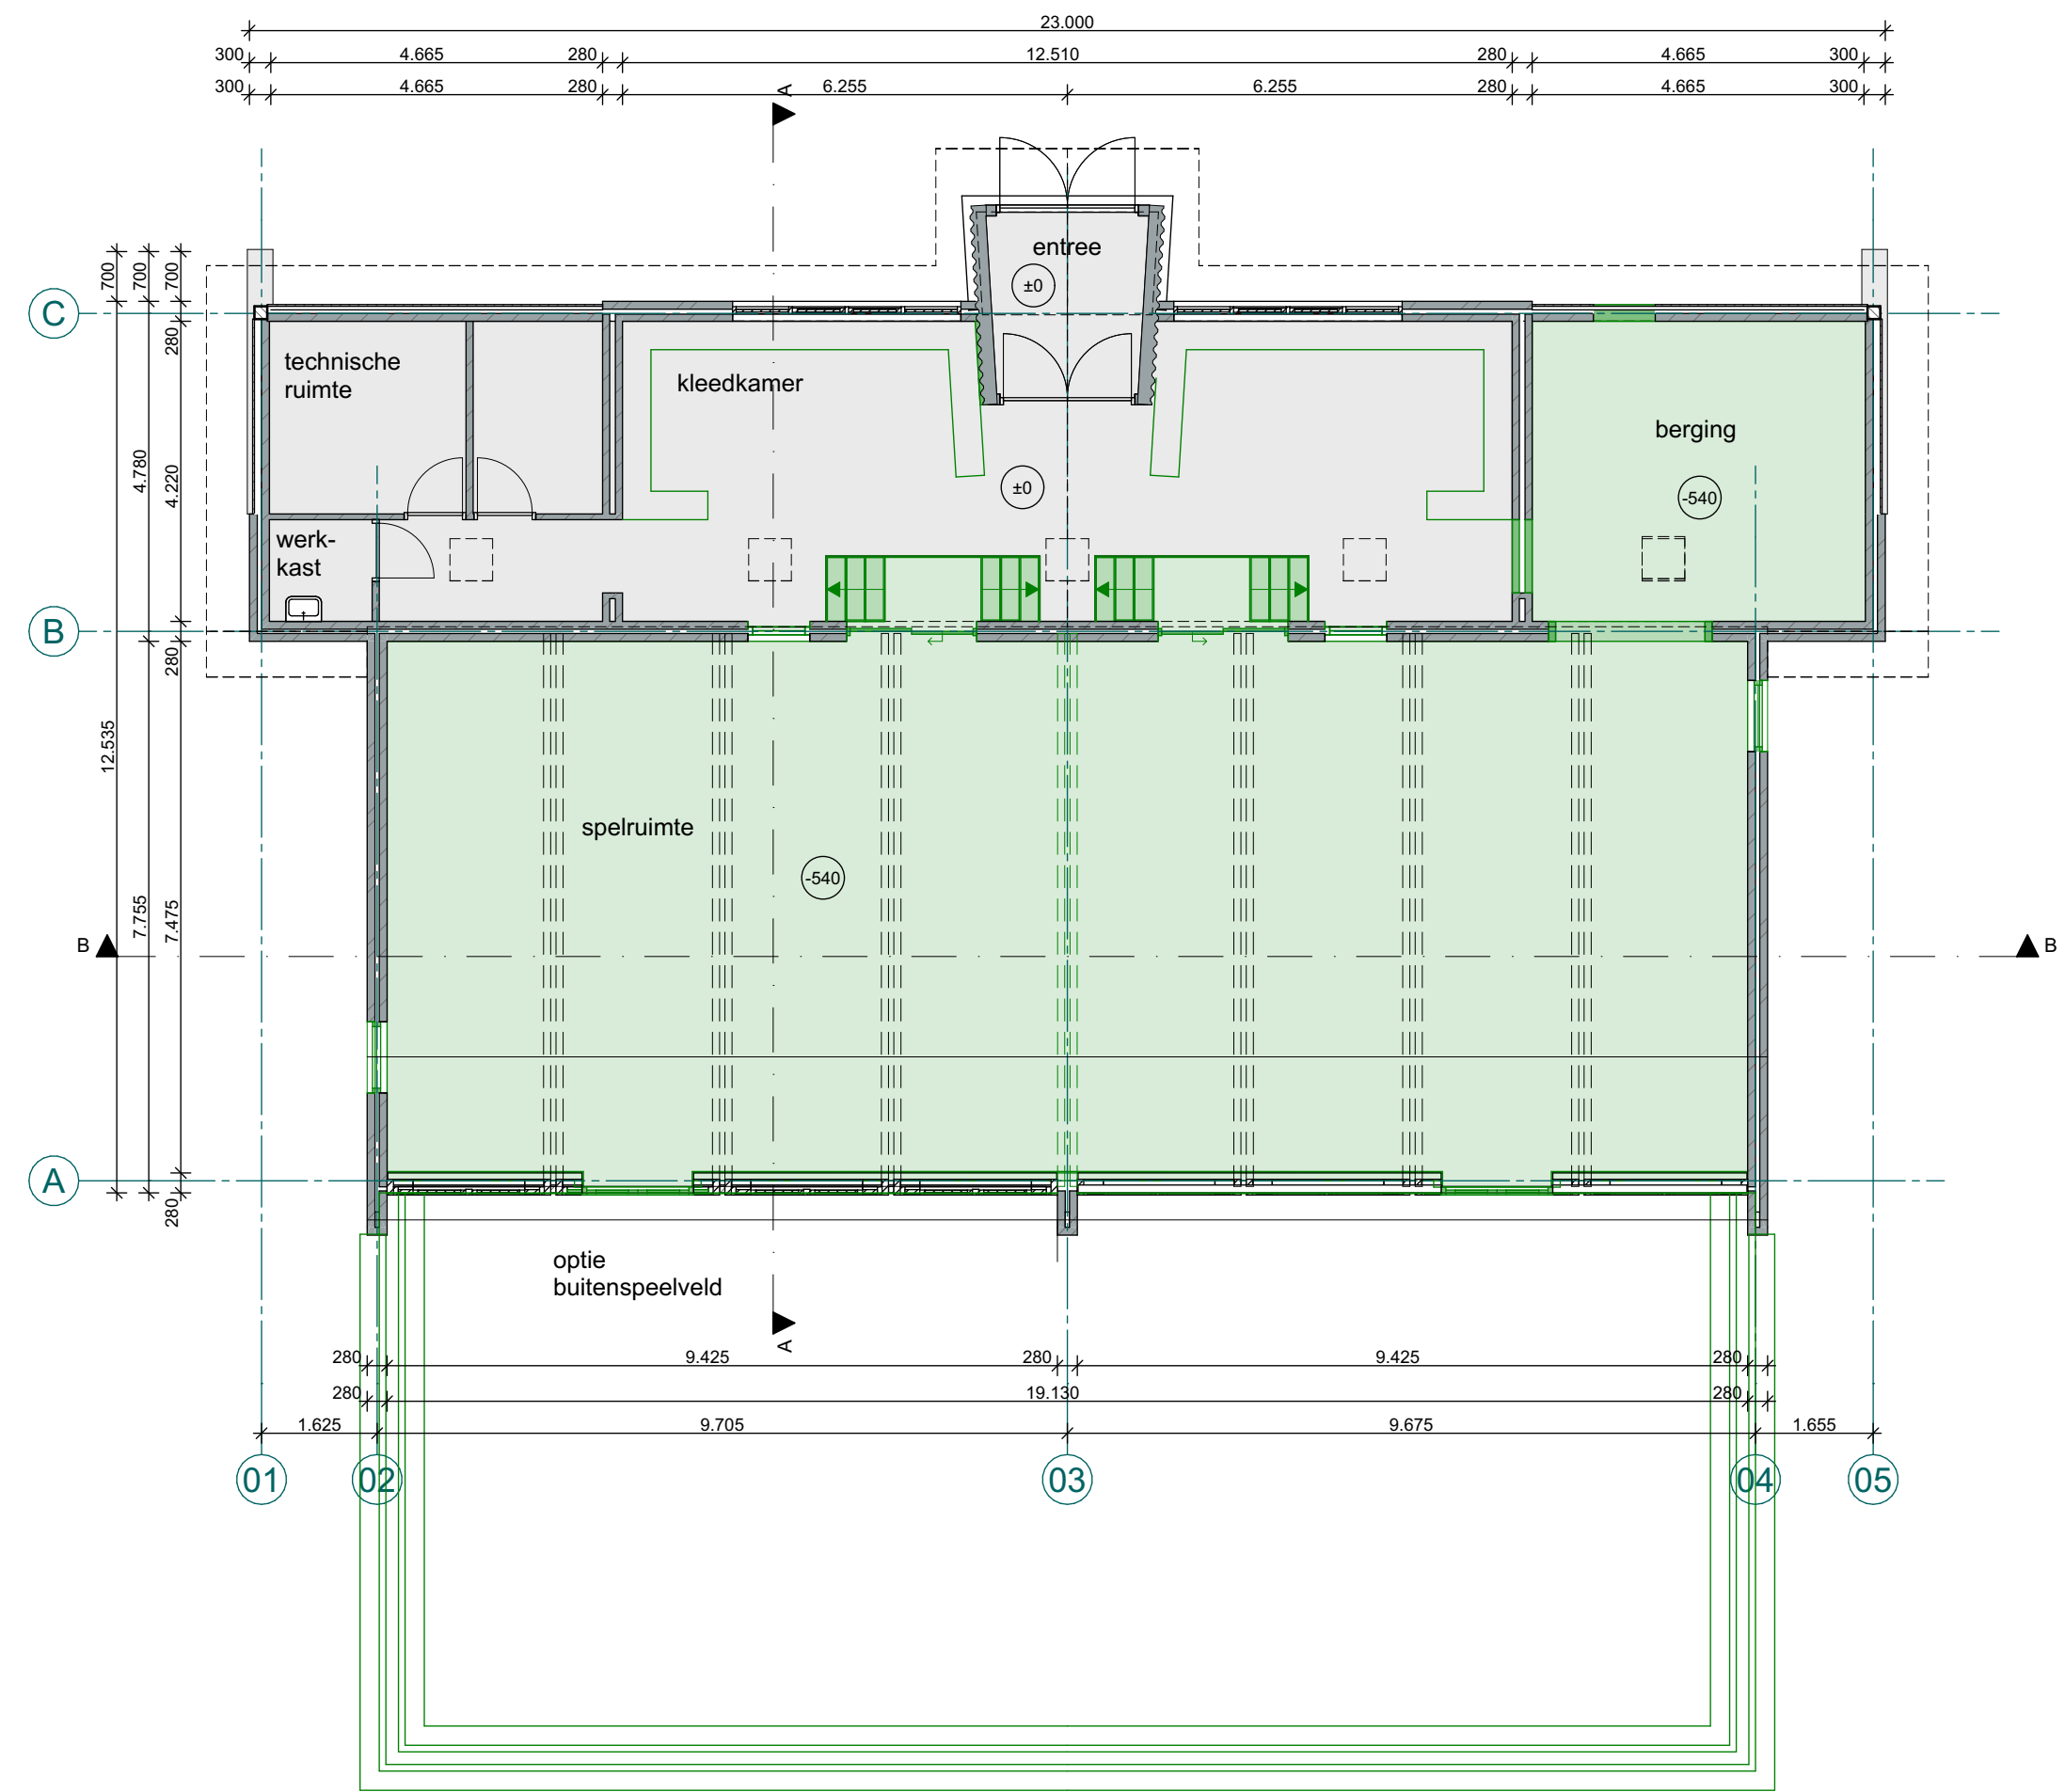 23.000
300 4.665 280 12.510 280 4.665 300
300 4.665 280 6.255 6.255 280 4.665 300
A
entree
±0
700 700 700
C
280
technische
ruimte
kleedkamer
berging
4.780 4.220
±0
-540
werk-
kast
B
280
12.535
spelruimte
-540
7.755 7.475
B B
A
280
optie
buitenspeelveld
A
280 9.425 280 9.425 280
280 19.130 280
1.625 9.705 9.675 1.655
01 02 03 04 05